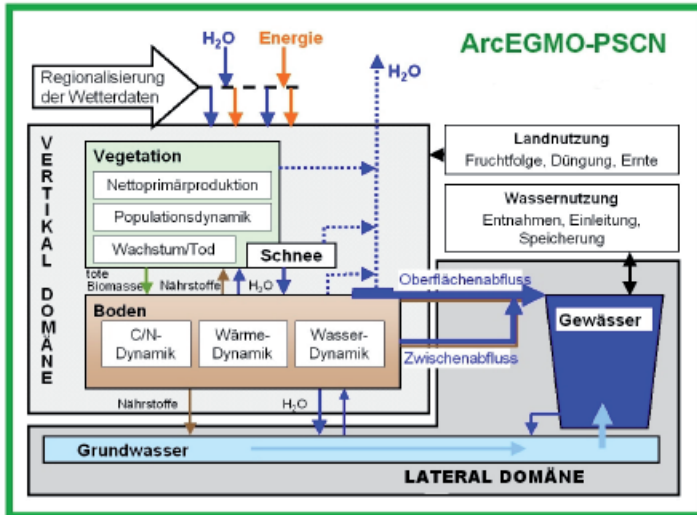 ArcEGMO-PSCN
H₂O
Energie
H₂O
Regionalisierung
der Wetterdaten
VERTIKAL DOMÄNE
Vegetation
Nettoprimärproduktion
Populationsdynamik
Wachstum/Tod
Schnee
Landnutzung
Fruchtfolge, Düngung, Ernte
Wassernutzung
Entnahmen, Einleitung,
Speicherung
tote
Biomasse
Nährstoffe
H₂O
Oberflächenabfluss
Boden
C/N-
Dynamik
Wärme-
Dynamik
Wasser-
Dynamik
Zwischenabfluss
Gewässer
Nährstoffe
H₂O
Grundwasser
LATERAL DOMÄNE